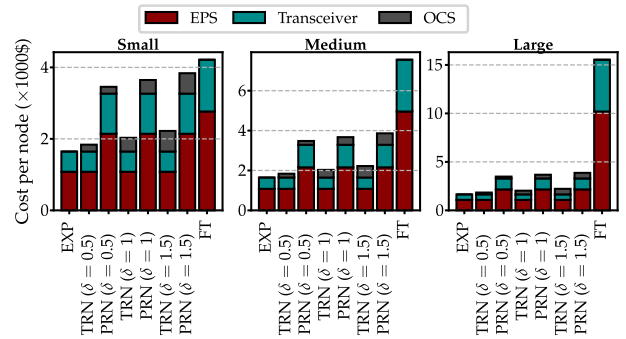 EPS Transceiver OCS
Small Medium Large
Cost per node (×1000$)
4
2
0
6
4
2
0
15
10
5
0
EXP
TRN (δ = 0.5)
PRN (δ = 0.5)
TRN (δ = 1)
PRN (δ = 1)
TRN (δ = 1.5)
PRN (δ = 1.5)
FT
EXP
TRN (δ = 0.5)
PRN (δ = 0.5)
TRN (δ = 1)
PRN (δ = 1)
TRN (δ = 1.5)
PRN (δ = 1.5)
FT
EXP
TRN (δ = 0.5)
PRN (δ = 0.5)
TRN (δ = 1)
PRN (δ = 1)
TRN (δ = 1.5)
PRN (δ = 1.5)
FT